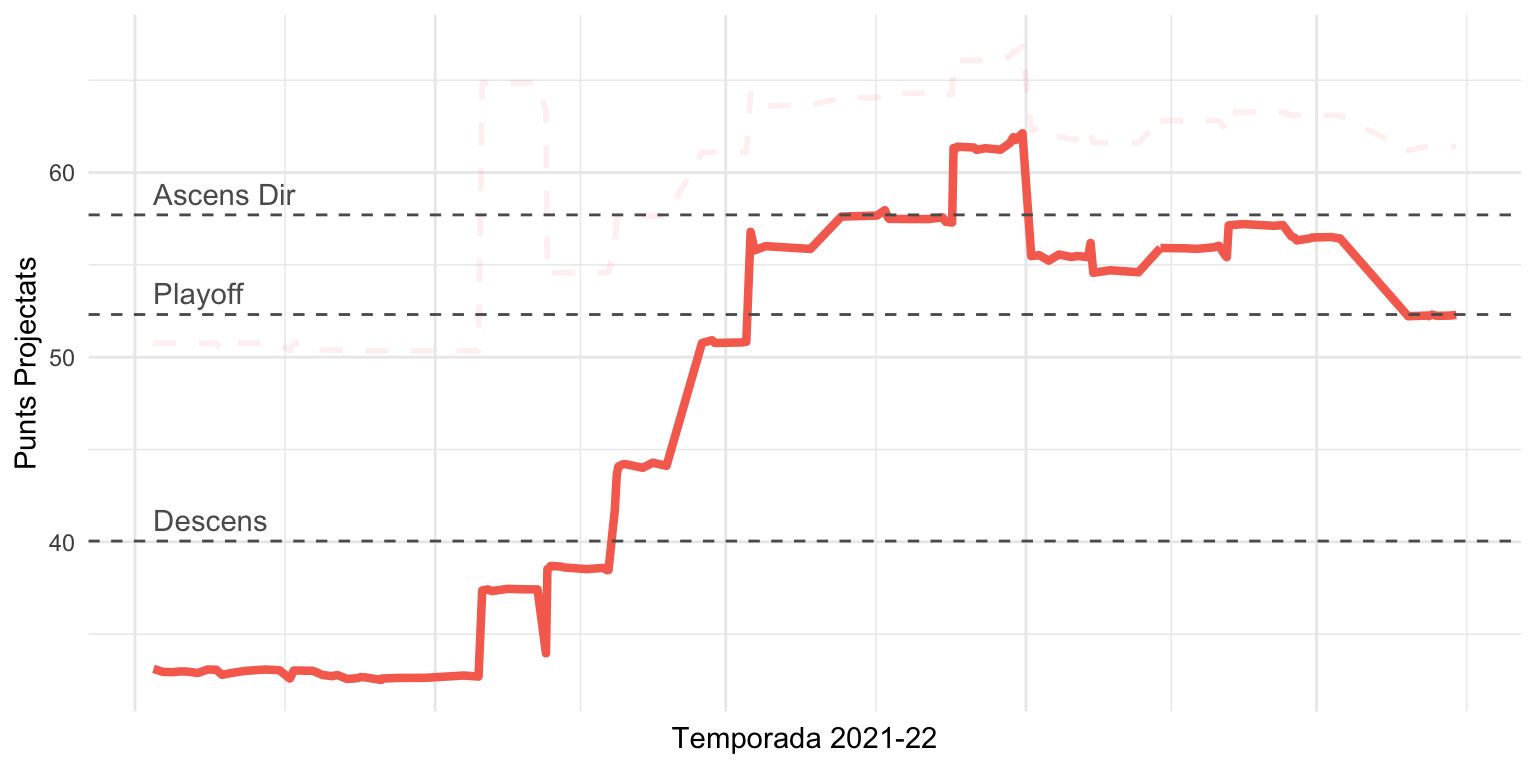 60
Ascens Dir
Playoff
50
Descens
40
Punts Projectats
Temporada 2021-22